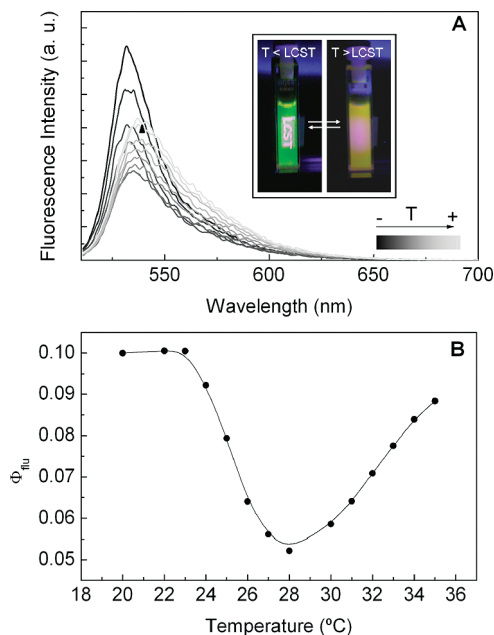 A
Fluorescence Intensity (a. u.)
T < LCST
T >LCST
LCST
- T +
550
600
650
700
Wavelength (nm)
B
Φflu
0.10
0.09
0.08
0.07
0.06
0.05
18
20
22
24
26
28
30
32
34
36
Temperature (ºC)